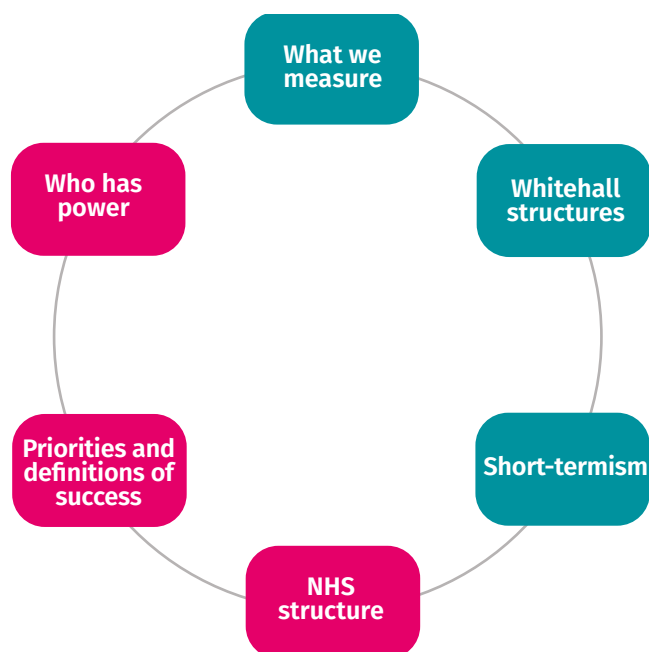 What we
measure
Whitehall
structures
Short-termism
NHS
structure
Priorities and
definitions of
success
Who has
power